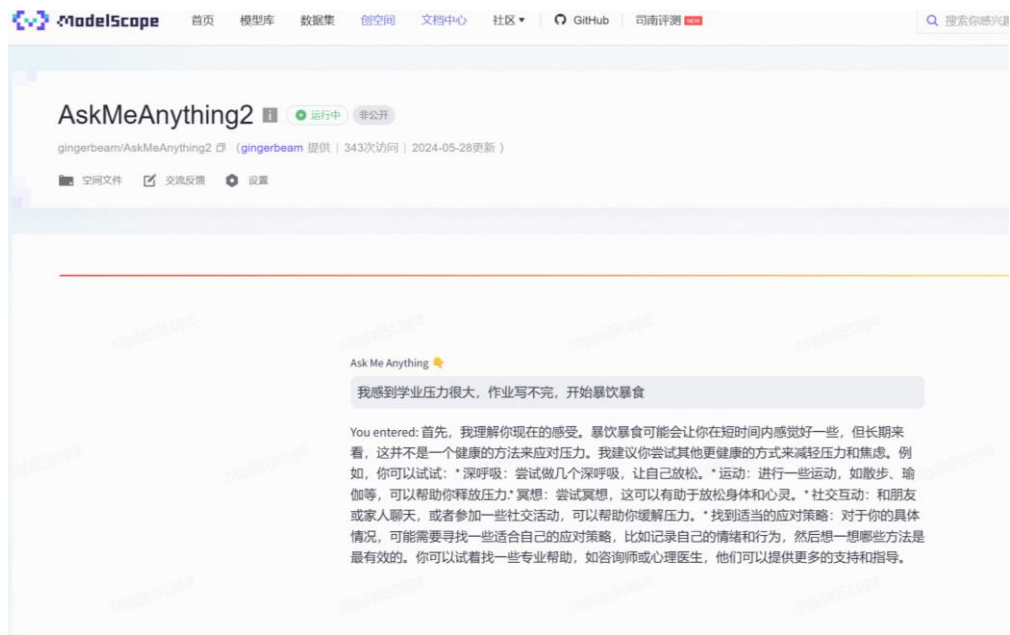 ModelScope 首页 模型库 数据集 创空间 文档中心 社区▾ GitHub 司南评测 NEW 搜索你感兴
AskMeAnything2 i 运行中 非公开
gingerbeam/AskMeAnything2 (gingerbeam 提供 | 343次访问 | 2024-05-28更新 )
空间文件 交流反馈 设置
Ask Me Anything 👇
我感到学业压力很大，作业写不完，开始暴饮暴食
You entered: 首先，我理解你现在的感受。暴饮暴食可能会让你在短时间内感觉好一些，但长期来
看，这并不是一个健康的方法来应对压力。我建议你尝试其他更健康的方式来减轻压力和焦虑。例
如，你可以试试：* 深呼吸：尝试做几个深呼吸，让自己放松。* 运动：进行一些运动，如散步、瑜
伽等，可以帮助你释放压力.* 冥想：尝试冥想，这可以有助于放松身体和心灵。* 社交互动：和朋友
或家人聊天，或者参加一些社交活动，可以帮助你缓解压力。* 找到适当的应对策略：对于你的具体
情况，可能需要寻找一些适合自己的应对策略，比如记录自己的情绪和行为，然后想一想哪些方法是
最有效的。你可以试着找一些专业帮助，如咨询师或心理医生，他们可以提供更多的支持和指导。